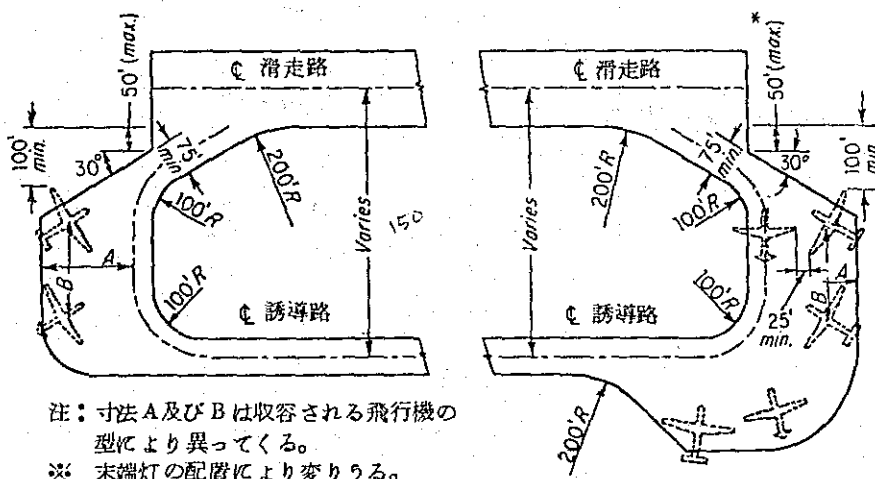 50'(max.)
℄ 滑走路
100' min.
30°
75' min.
200'R
100'R
Varies
150
A
B
100'R
℄ 誘導路
*
50'(max.)
℄ 滑走路
100' min.
30°
75' min.
200'R
100'R
Varies
A
B
25' min.
100'R
℄ 誘導路
200'R
注：寸法A及びBは収容される飛行機の
型により異ってくる。
※ 末端灯の配置により変りうる。